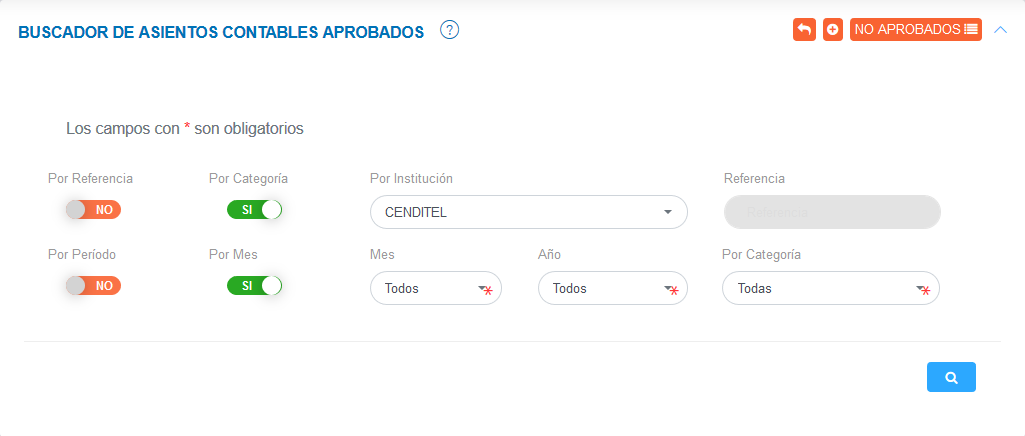 BUSCADOR DE ASIENTOS CONTABLES APROBADOS ?
NO APROBADOS
Los campos con * son obligatorios
Por Referencia
Por Categoría
Por Institución
Referencia
NO
SI
CENDITEL
Referencia
Por Período
Por Mes
Mes
Año
Por Categoría
NO
SI
Todos *
Todos *
Todas *